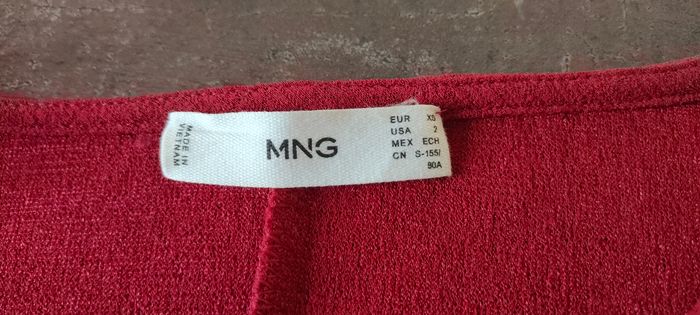 MADE IN
VIETNAM
MNG
EUR XS
USA 2
MEX ECH
CN S-155/
80A